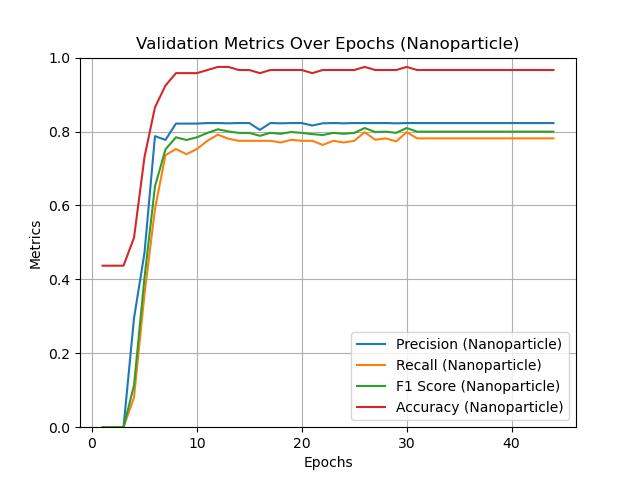 Validation Metrics Over Epochs (Nanoparticle)
1.0
0.8
0.6
0.4
0.2
0.0
Metrics
0 10 20 30 40
Epochs
Precision (Nanoparticle)
Recall (Nanoparticle)
F1 Score (Nanoparticle)
Accuracy (Nanoparticle)